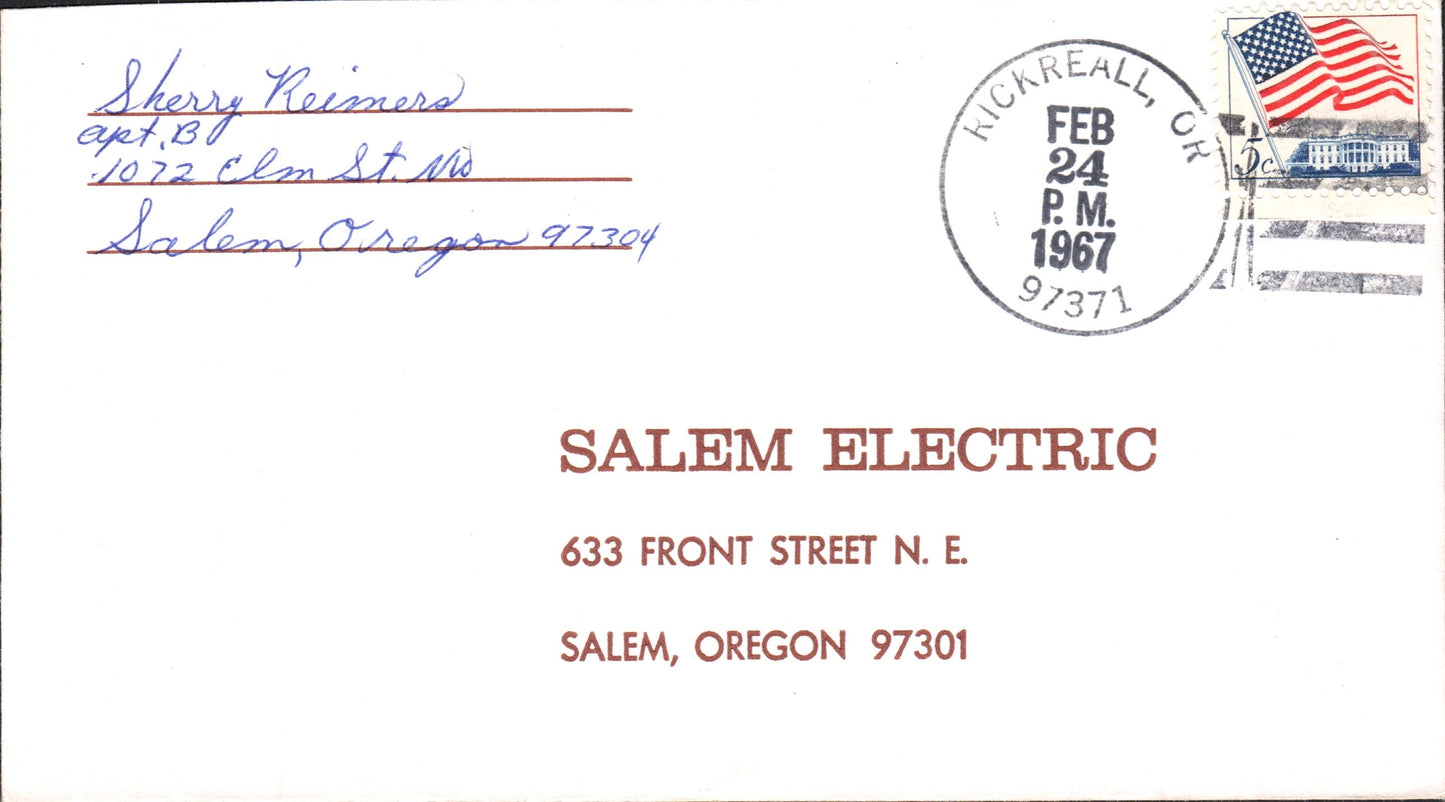 Sherry Reimers
apt. B
1072 Elm St. NW
Salem, Oregon 97304
RICKREALL, OR
FEB
24
P. M.
1967
97371
5c
SALEM ELECTRIC
633 FRONT STREET N. E.
SALEM, OREGON 97301